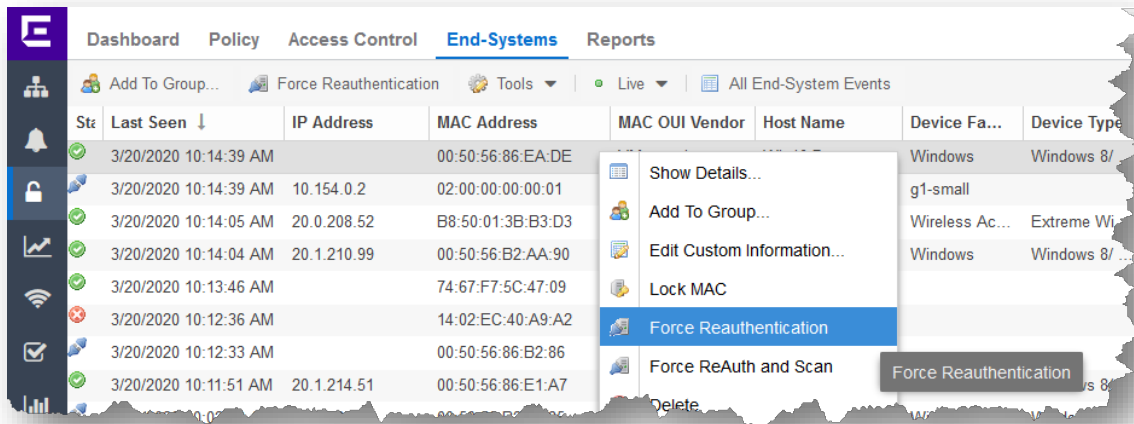 Dashboard Policy Access Control End-Systems Reports
Add To Group... Force Reauthentication Tools Live All End-System Events
Sta Last Seen ↓ IP Address MAC Address MAC OUI Vendor Host Name Device Fa... Device Type
3/20/2020 10:14:39 AM 00:50:56:86:EA:DE Windows Windows 8/
3/20/2020 10:14:39 AM 10.154.0.2 02:00:00:00:00:01 g1-small
3/20/2020 10:14:05 AM 20.0.208.52 B8:50:01:3B:B3:D3 Wireless Ac... Extreme Wi
3/20/2020 10:14:04 AM 20.1.210.99 00:50:56:B2:AA:90 Windows Windows 8/ ...
3/20/2020 10:13:46 AM 74:67:F7:5C:47:09
3/20/2020 10:12:36 AM 14:02:EC:40:A9:A2
3/20/2020 10:12:33 AM 00:50:56:86:B2:86
3/20/2020 10:11:51 AM 20.1.214.51 00:50:56:86:E1:A7
Show Details...
Add To Group...
Edit Custom Information...
Lock MAC
Force Reauthentication
Force ReAuth and Scan
Delete
Force Reauthentication